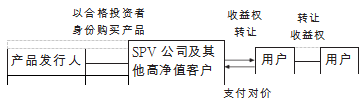 以合格投资者
身份购买产品
收益权
转让
转让
收益权
产品发行人
SPV 公司及其
他高净值客户
用户
用户
支付对价